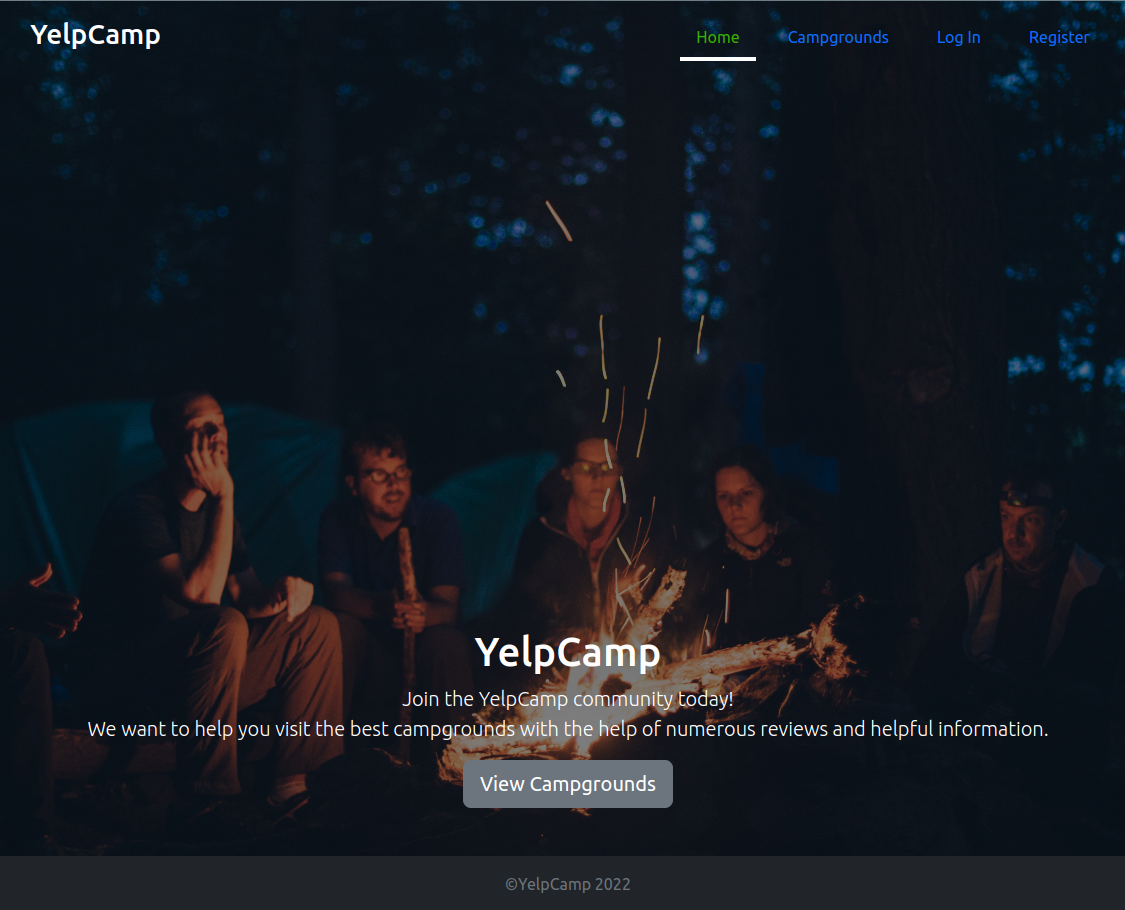 YelpCamp
Home Campgrounds Log In Register
YelpCamp
Join the YelpCamp community today!
We want to help you visit the best campgrounds with the help of numerous reviews and helpful information.
View Campgrounds
©YelpCamp 2022